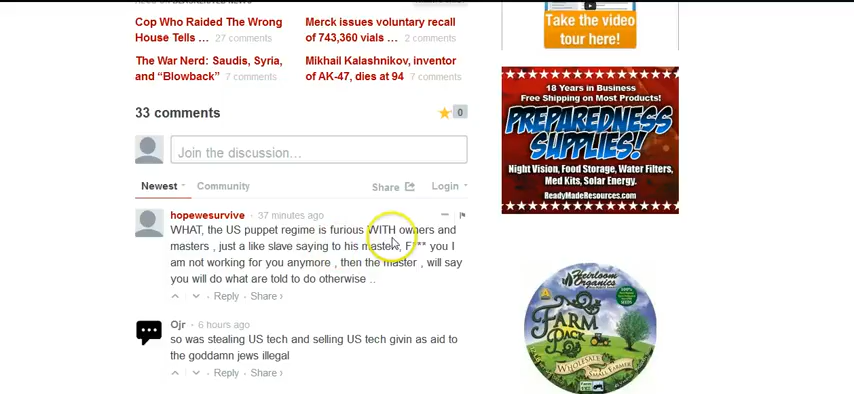 Cop Who Raided The Wrong
House Tells ... 27 comments
Merck issues voluntary recall
of 743,360 vials ... 2 comments
The War Nerd: Saudis, Syria,
and “Blowback” 7 comments
Mikhail Kalashnikov, inventor
of AK-47, dies at 94 7 comments
33 comments
0
Join the discussion...
Newest
Community
Share
Login
hopewesurvive · 37 minutes ago
WHAT, the US puppet regime is furious WITH owners and
masters , just a like slave saying to his master, F*** you I
am not working for you anymore , then the master , will say
you will do what are told to do otherwise ..
· Reply · Share ›
Ojr · 6 hours ago
so was stealing US tech and selling US tech givin as aid to
the goddamn jews illegal
· Reply · Share ›
Take the video
tour here!
18 Years in Business
Free Shipping on Most Products!
PREPAREDNESS
SUPPLIES!
Night Vision, Food Storage, Water Filters,
Med Kits, Solar Energy.
ReadyMadeResources.com
Heirloom
Organics
FARM
PACK
WHOLESALE
SMALL FARMER